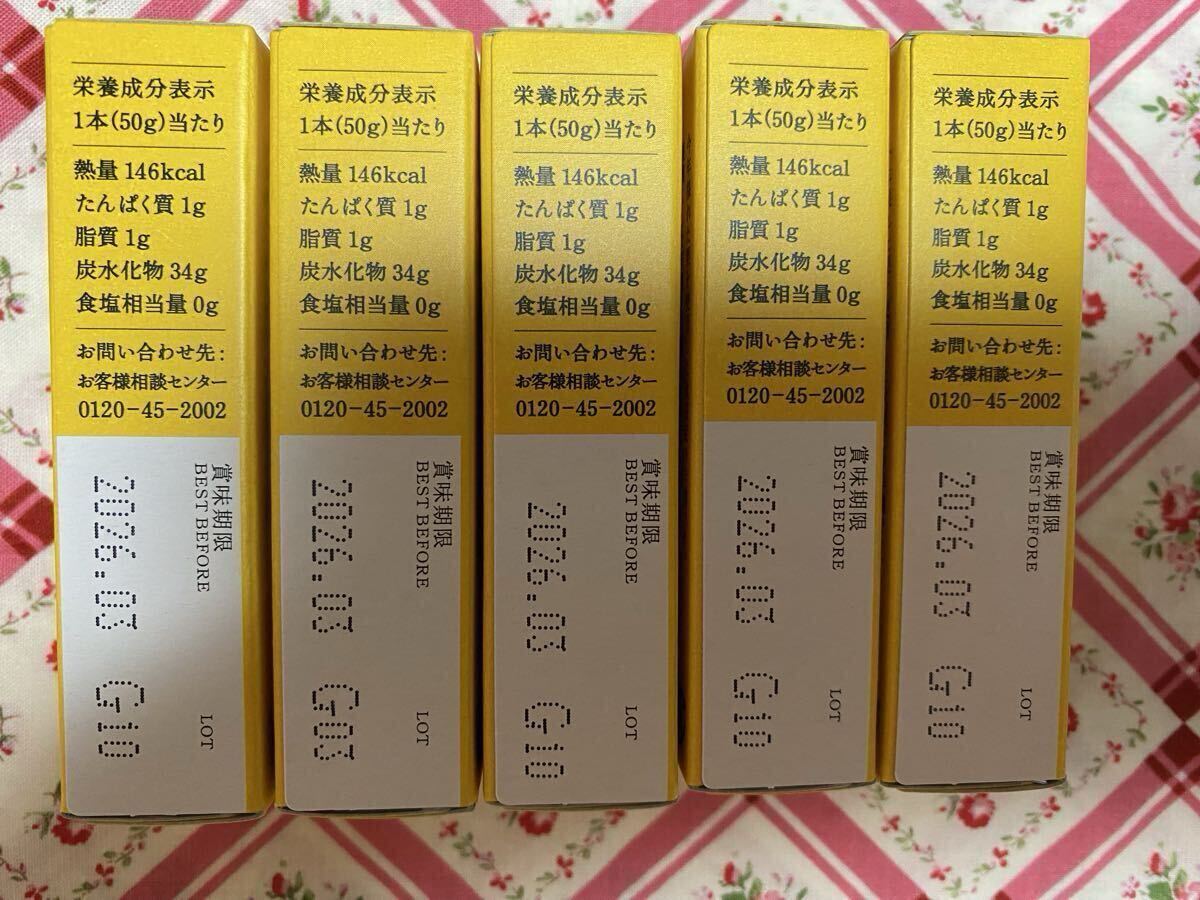 栄養成分表示
1本(50g)当たり
熱量 146kcal
たんぱく質 1g
脂質 1g
炭水化物 34g
食塩相当量 0g
お問い合わせ先:
お客様相談センター
0120-45-2002
賞味期限
BEST BEFORE
2026.03
LOT
G10
栄養成分表示
1本(50g)当たり
熱量 146kcal
たんぱく質 1g
脂質 1g
炭水化物 34g
食塩相当量 0g
お問い合わせ先:
お客様相談センター
0120-45-2002
賞味期限
BEST BEFORE
2026.03
LOT
G03
栄養成分表示
1本(50g)当たり
熱量 146kcal
たんぱく質 1g
脂質 1g
炭水化物 34g
食塩相当量 0g
お問い合わせ先:
お客様相談センター
0120-45-2002
賞味期限
BEST BEFORE
2026.03
LOT
G10
栄養成分表示
1本(50g)当たり
熱量 146kcal
たんぱく質 1g
脂質 1g
炭水化物 34g
食塩相当量 0g
お問い合わせ先:
お客様相談センター
0120-45-2002
賞味期限
BEST BEFORE
2026.03
LOT
G10
栄養成分表示
1本(50g)当たり
熱量 146kcal
たんぱく質 1g
脂質 1g
炭水化物 34g
食塩相当量 0g
お問い合わせ先:
お客様相談センター
0120-45-2002
賞味期限
BEST BEFORE
2026.03
LOT
G10